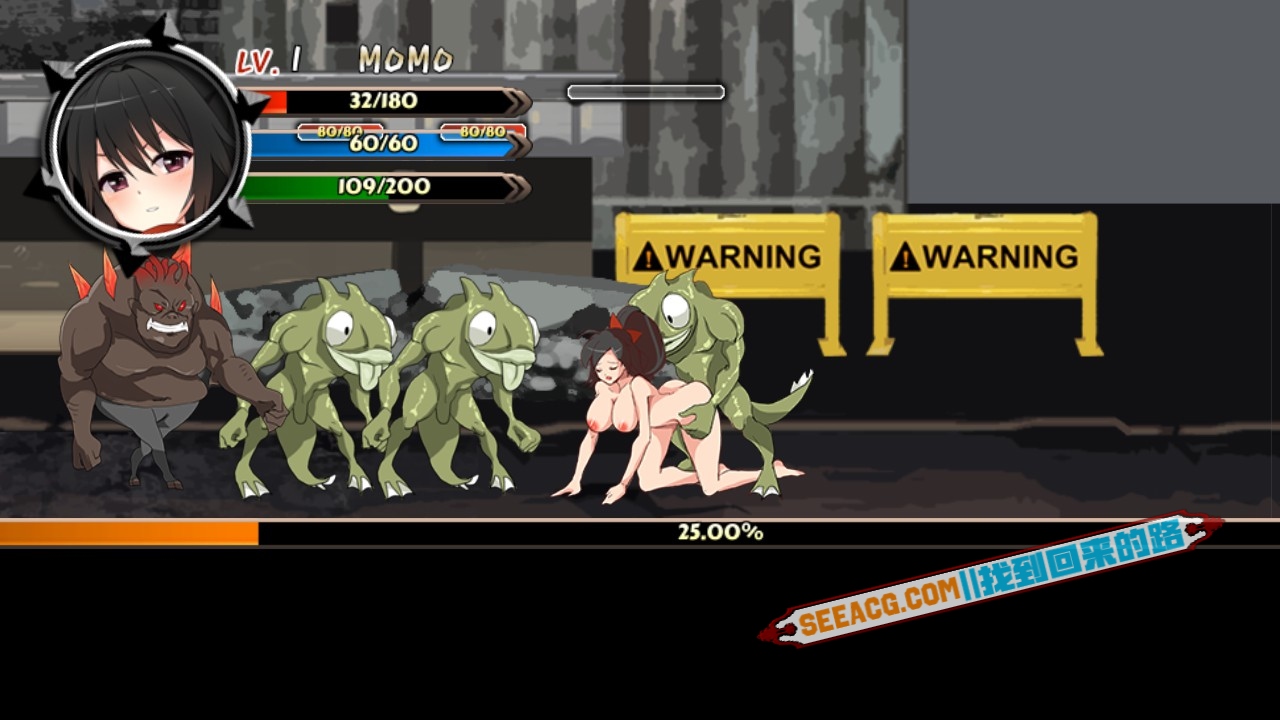 LV. 1 MoMo
32/180
80/80 80/80
60/60
109/200
WARNING WARNING
25.00%
SEEACG.COM||找到回来的路